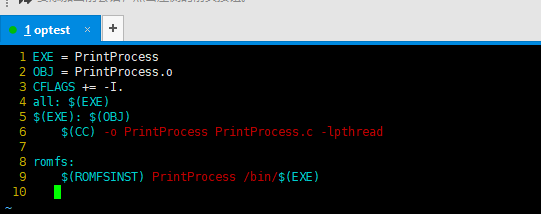 1 optest × +
1 EXE = PrintProcess
2 OBJ = PrintProcess.o
3 CFLAGS += -I.
4 all: $(EXE)
5 $(EXE): $(OBJ)
6     $(CC) -o PrintProcess PrintProcess.c -lpthread
7
8 romfs:
9     $(ROMFSINST) PrintProcess /bin/$(EXE)
10
~